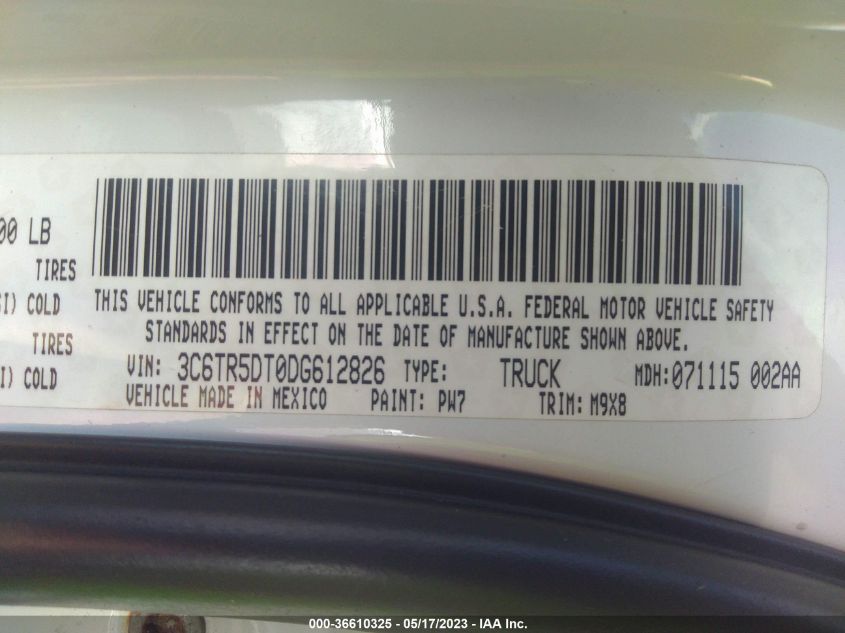 00 LB
TIRES
SI) COLD
THIS VEHICLE CONFORMS TO ALL APPLICABLE U.S.A. FEDERAL MOTOR VEHICLE SAFETY
STANDARDS IN EFFECT ON THE DATE OF MANUFACTURE SHOWN ABOVE.
TIRES
I) COLD
VIN: 3C6TR5DT0DG612826 TYPE: TRUCK MDH:071115 002AA
VEHICLE MADE IN MEXICO PAINT: PW7 TRIM: M9X8
000-36610325 - 05/17/2023 - IAA Inc.